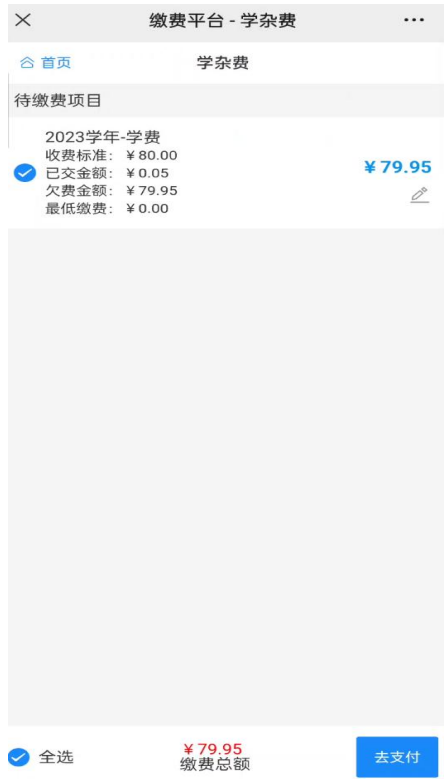 缴费平台 - 学杂费
首页
学杂费
待缴费项目
2023学年-学费
收费标准: ¥80.00
已交金额: ¥0.05
欠费金额: ¥79.95
最低缴费: ¥0.00
¥79.95
全选
¥79.95
缴费总额
去支付